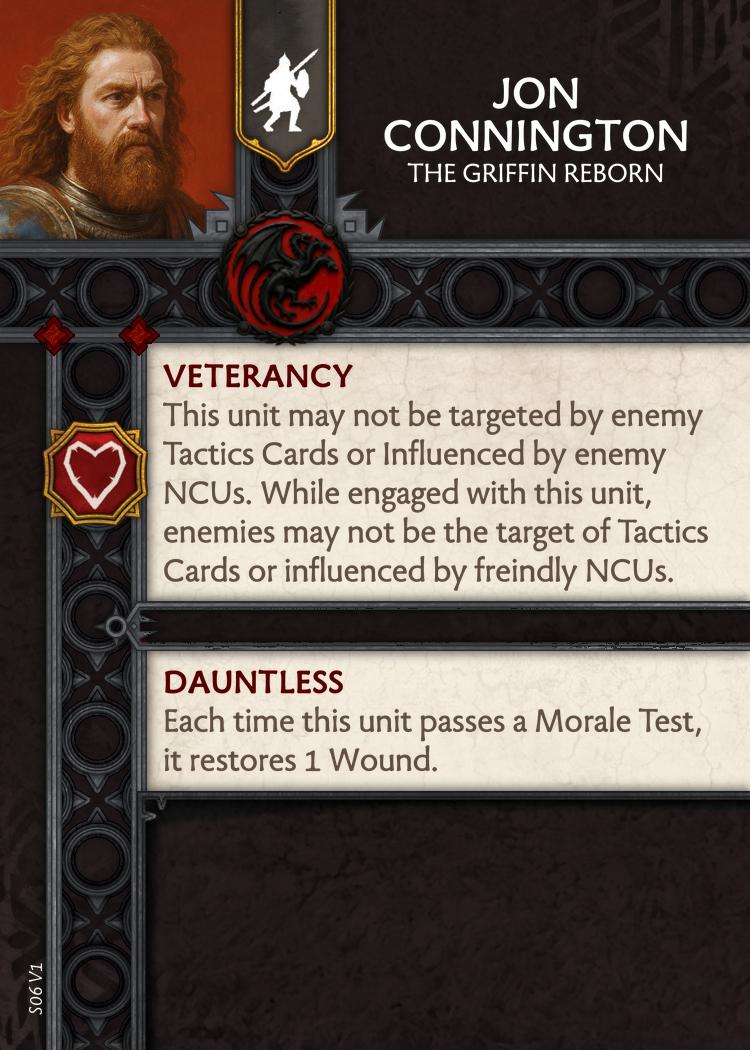 JON
CONNINGTON
THE GRIFFIN REBORN
VETERANCY
This unit may not be targeted by enemy
Tactics Cards or Influenced by enemy
NCUs. While engaged with this unit,
enemies may not be the target of Tactics
Cards or influenced by freindly NCUs.
DAUNTLESS
Each time this unit passes a Morale Test,
it restores 1 Wound.
S06 V1